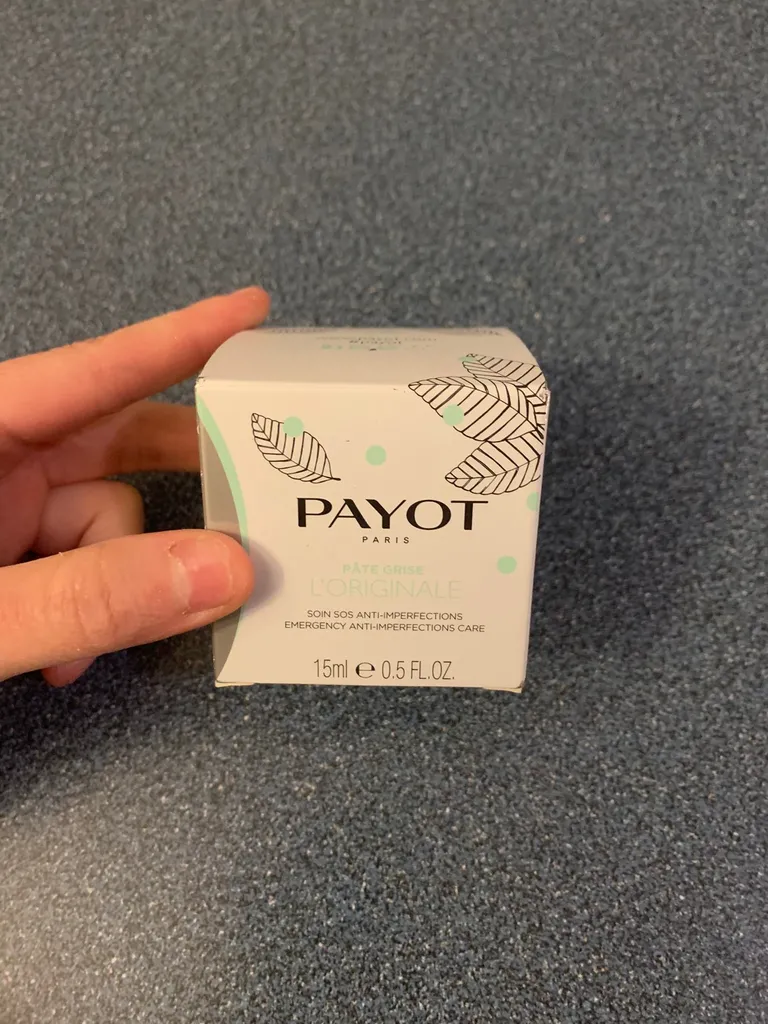 PAYOT
PARIS
PÂTE GRISE
L'ORIGINALE
SOIN SOS ANTI-IMPERFECTIONS
EMERGENCY ANTI-IMPERFECTIONS CARE
15ml ℮ 0.5 FL.OZ.